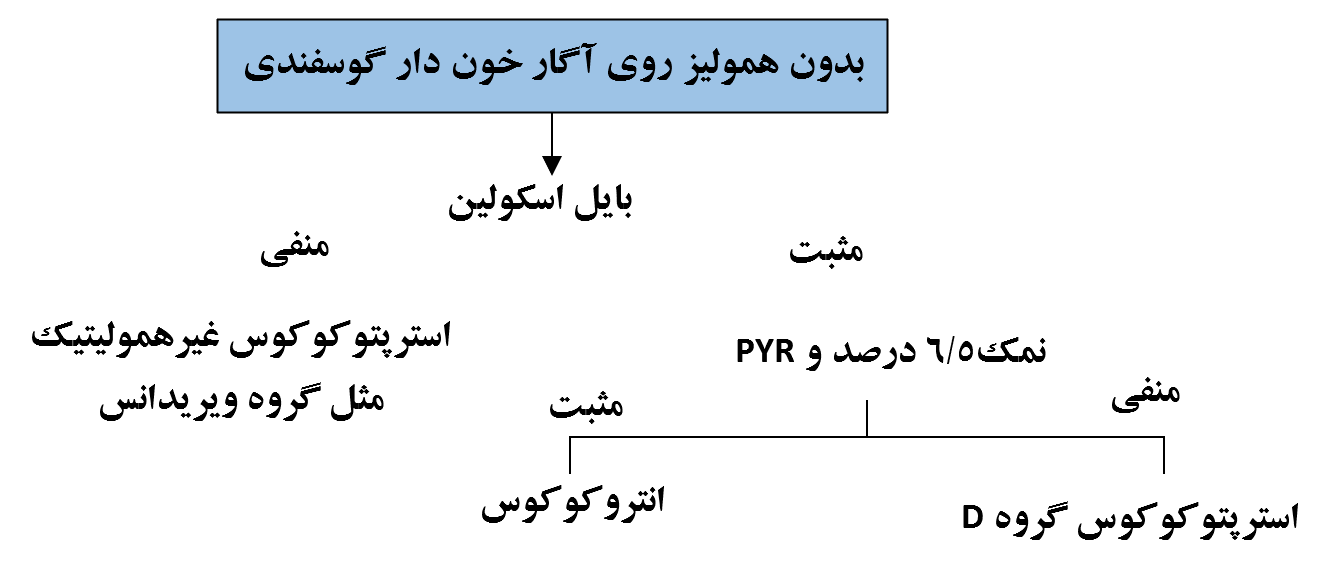 بدون همولیز روی آگار خون دار گوسفندی
بایل اسکولین
مثبت
منفی
نمک۶/۵ درصد و PYR
استرپتوکوکوس غیرهمولیتیک
مثل گروه ویریدانس
منفی
مثبت
استرپتوکوکوس گروه D
انتروکوکوس